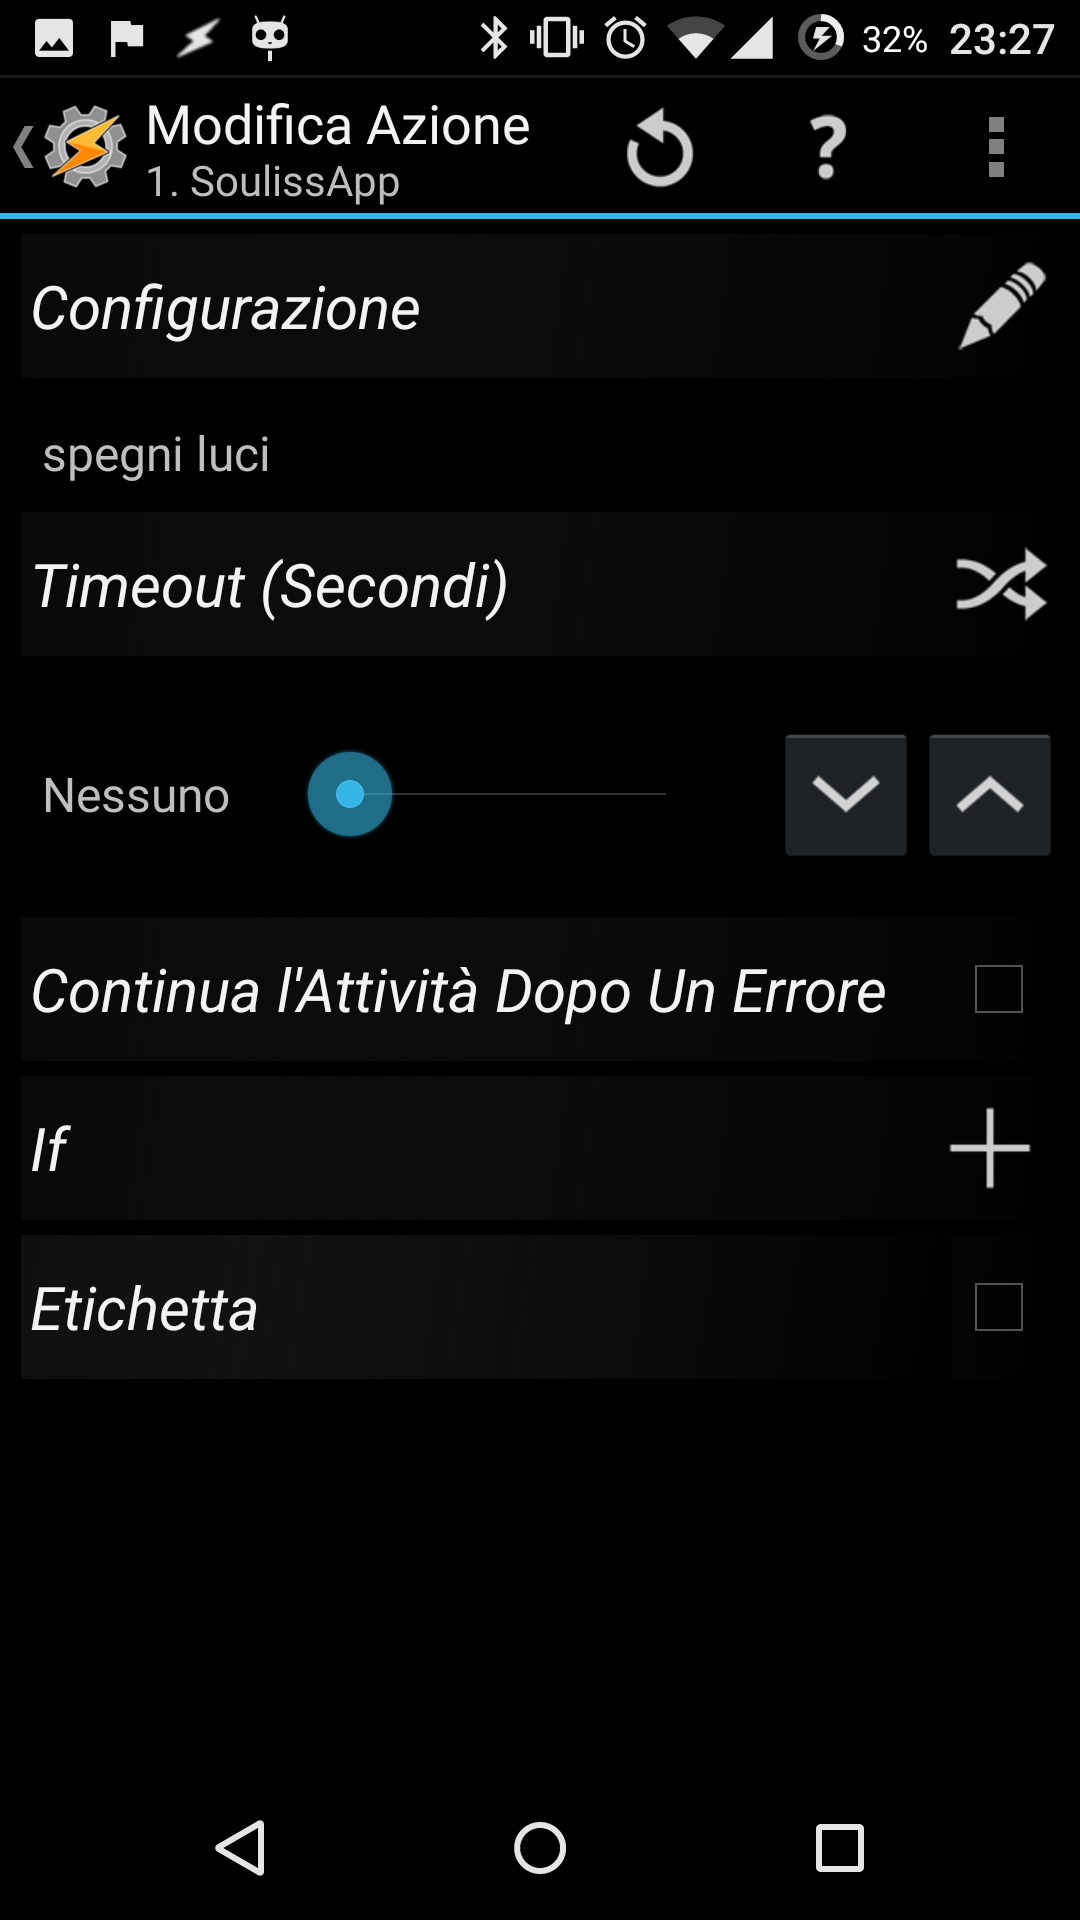 32% 23:27
Modifica Azione
1. SoulissApp
Configurazione
spegni luci
Timeout (Secondi)
Nessuno
Continua l'Attività Dopo Un Errore
If
Etichetta